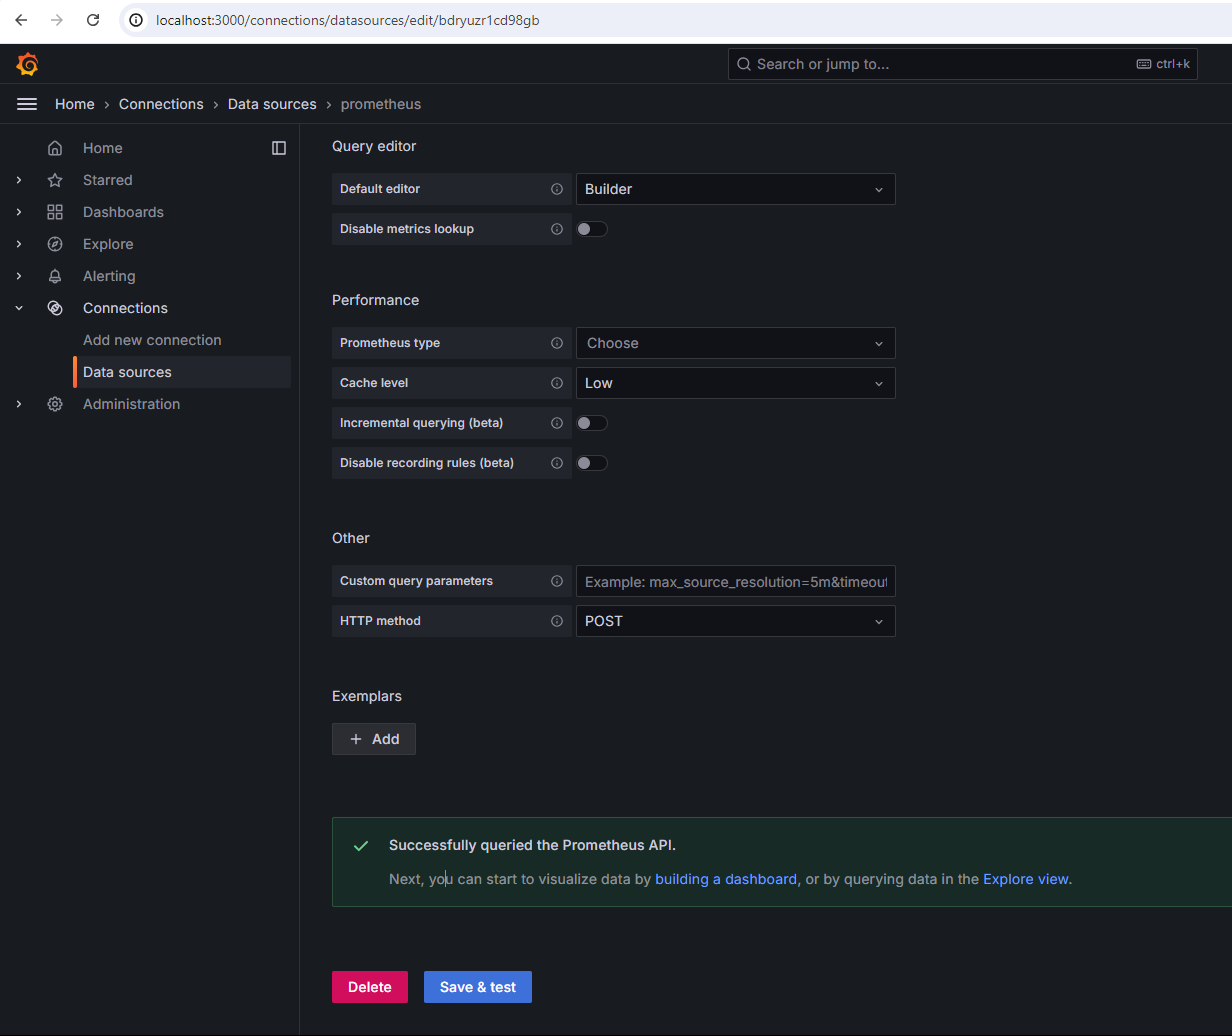 localhost:3000/connections/datasources/edit/bdryuzr1cd98gb
Search or jump to... ctrl+k
Home › Connections › Data sources › prometheus
Home
Starred
Dashboards
Explore
Alerting
Connections
Add new connection
Data sources
Administration
Query editor
Default editor Builder
Disable metrics lookup
Performance
Prometheus type Choose
Cache level Low
Incremental querying (beta)
Disable recording rules (beta)
Other
Custom query parameters Example: max_source_resolution=5m&timeout
HTTP method POST
Exemplars
+ Add
Successfully queried the Prometheus API.
Next, you can start to visualize data by building a dashboard, or by querying data in the Explore view.
Delete Save & test